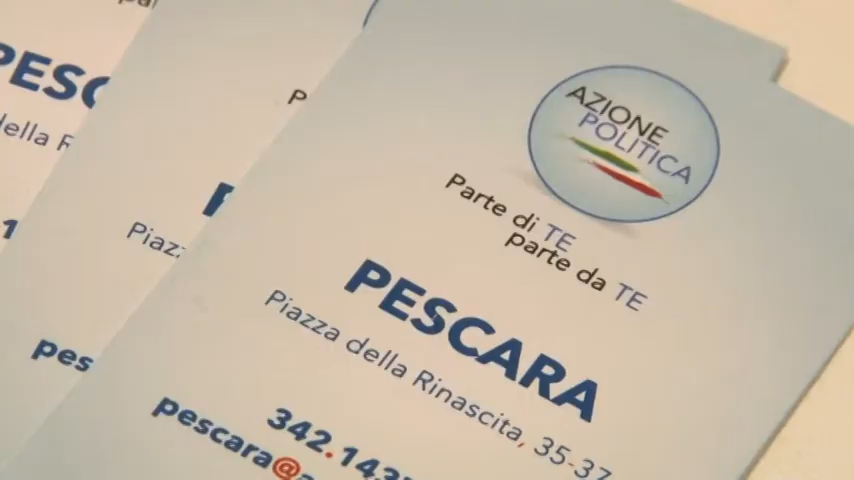 AZIONE
POLITICA
Parte di TE
parte da TE
PESCARA
Piazza della Rinascita, 35-37
342.143
pescara@
PESC
della R
pes
Piaz